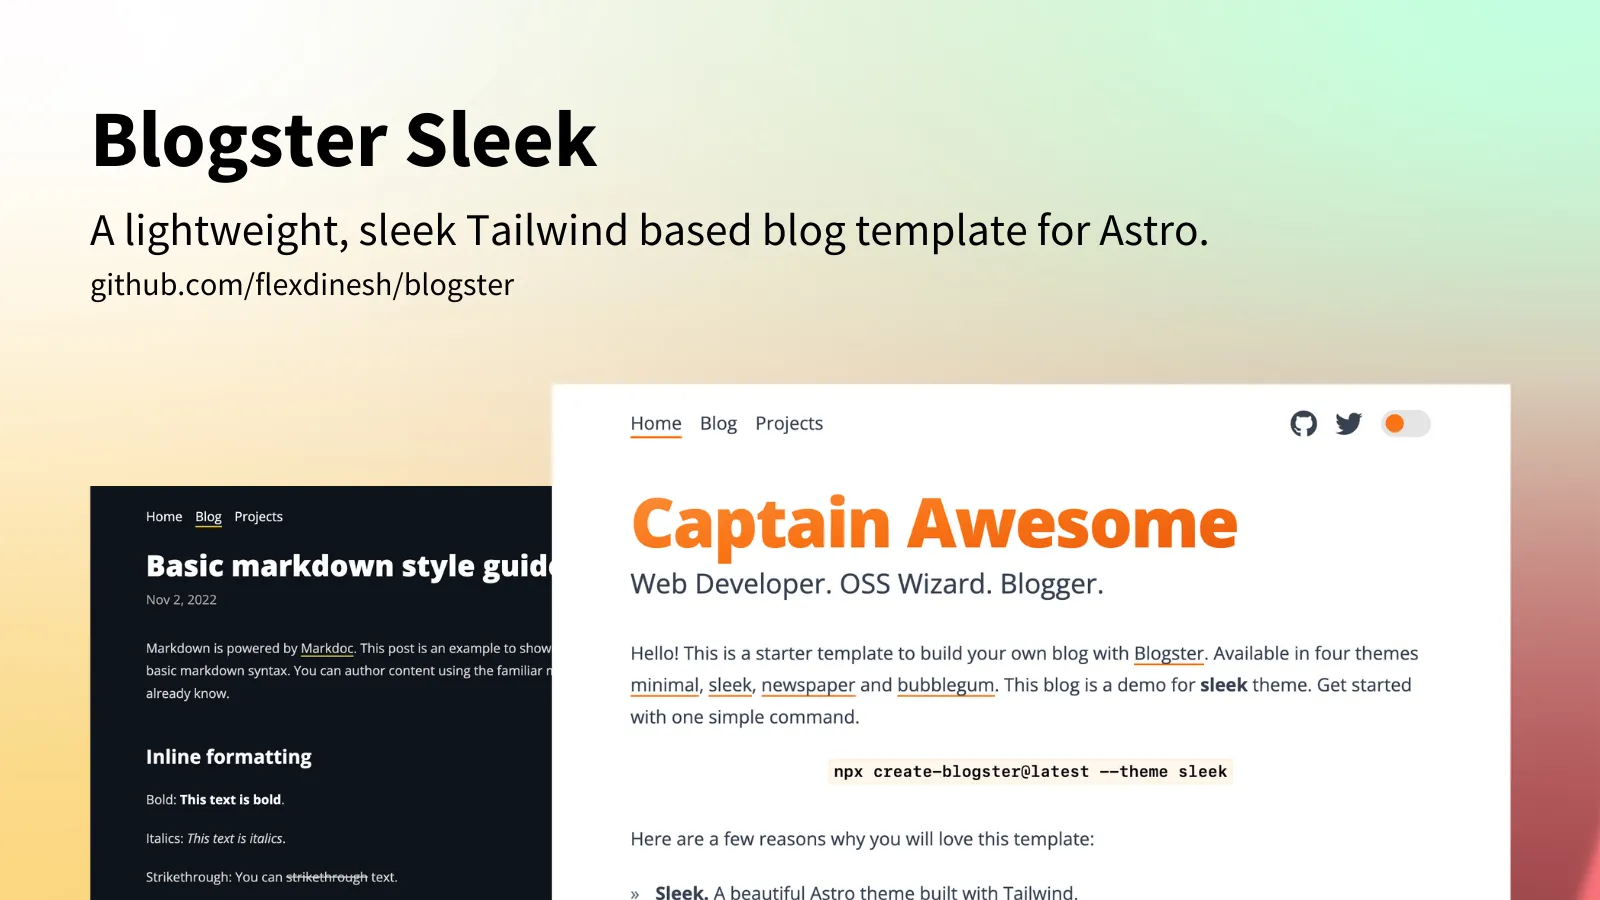 Blogster Sleek
A lightweight, sleek Tailwind based blog template for Astro.
github.com/flexdinesh/blogster
Home Blog Projects
Basic markdown style guide
Nov 2, 2022
Markdown is powered by Markdoc. This post is an example to show
basic markdown syntax. You can author content using the familiar
already know.
Inline formatting
Bold: This text is bold.
Italics: This text is italics.
Strikethrough: You can strikethrough text.
Home Blog Projects
Captain Awesome
Web Developer. OSS Wizard. Blogger.
Hello! This is a starter template to build your own blog with Blogster. Available in four themes
minimal, sleek, newspaper and bubblegum. This blog is a demo for sleek theme. Get started
with one simple command.
npx create-blogster@latest --theme sleek
Here are a few reasons why you will love this template:
» Sleek. A beautiful Astro theme built with Tailwind.